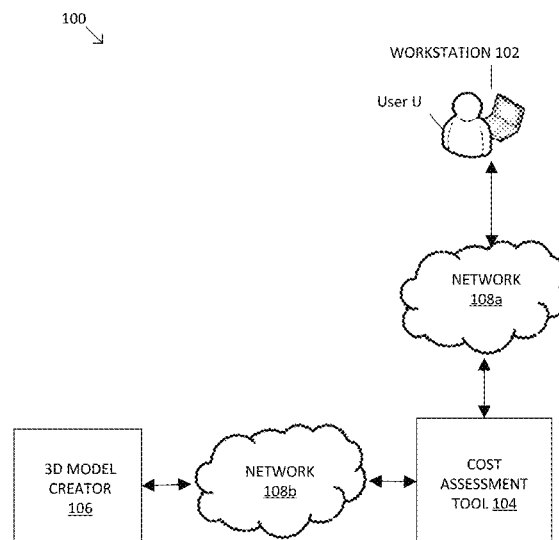 100
WORKSTATION 102
User U
NETWORK
108a
3D MODEL
CREATOR
106
NETWORK
108b
COST
ASSESSMENT
TOOL 104